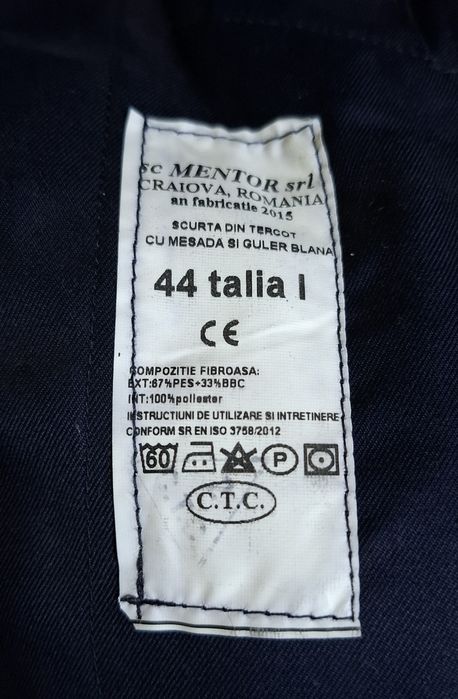 sc MENTOR srl
CRAIOVA, ROMANIA
an fabricatie 2015
SCURTA DIN TERCOT
CU MESADA SI GULER BLANA
44 talia I
CE
COMPOZITIE FIBROASA:
EXT:67%PES+33%BBC
INT:100%poliester
INSTRUCTIUNI DE UTILIZARE SI INTRETINERE
CONFORM SR EN ISO 3758/2012
60 P
C.T.C.